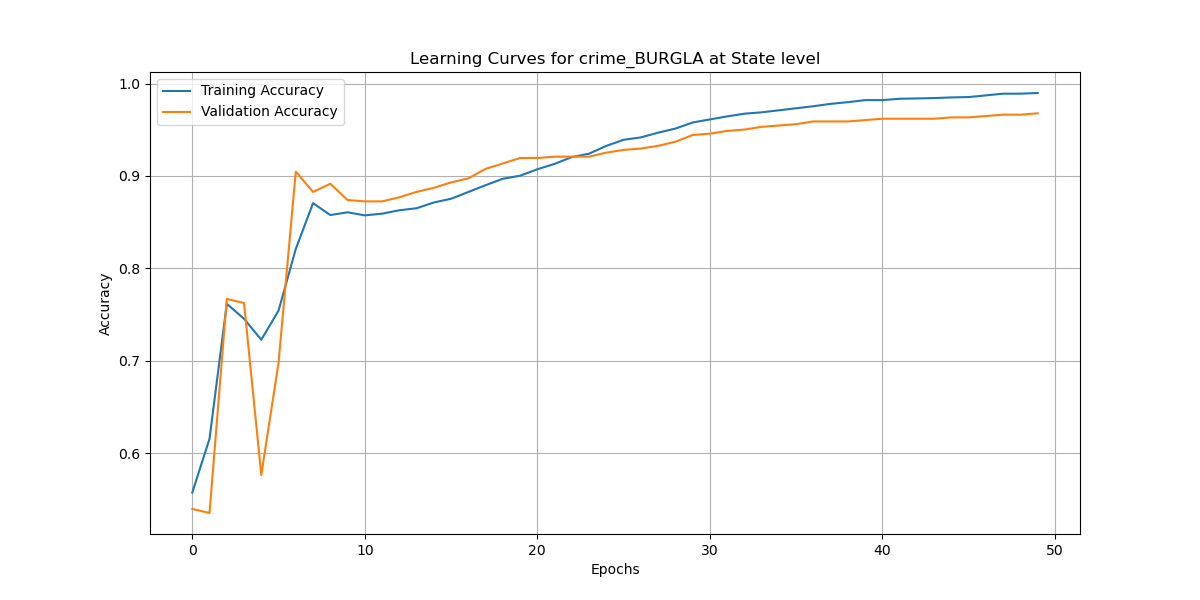 Learning Curves for crime_BURGLA at State level
Training Accuracy
Validation Accuracy
1.0
0.9
0.8
0.7
0.6
Accuracy
0 10 20 30 40 50
Epochs